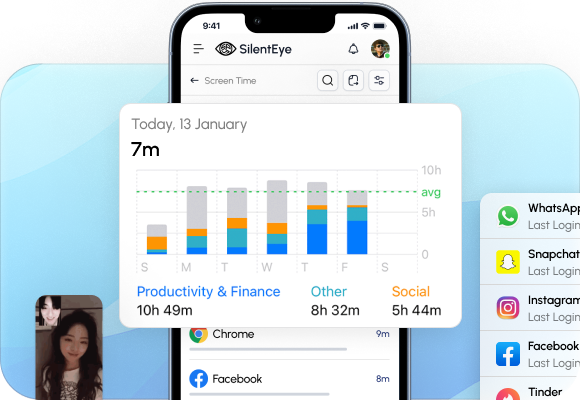 9:41
SilentEye
Screen Time
Today, 13 January
7m
10h
avg
5h
0
S M T W T F S
Productivity & Finance Other Social
10h 49m 8h 32m 5h 44m
Chrome 9m
Facebook 8m
WhatsApp
Last Login
Snapchat
Last Login
Instagram
Last Login
Facebook
Last Login
Tinder